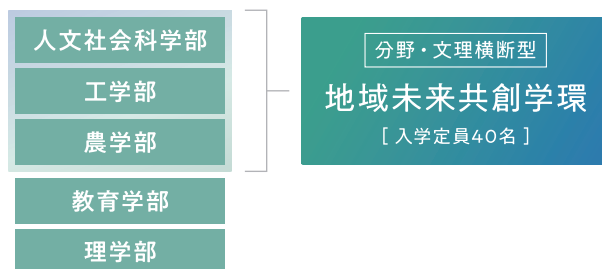 人文社会科学部
工学部
農学部
教育学部
理学部
分野・文理横断型
地域未来共創学環
[ 入学定員40名 ]